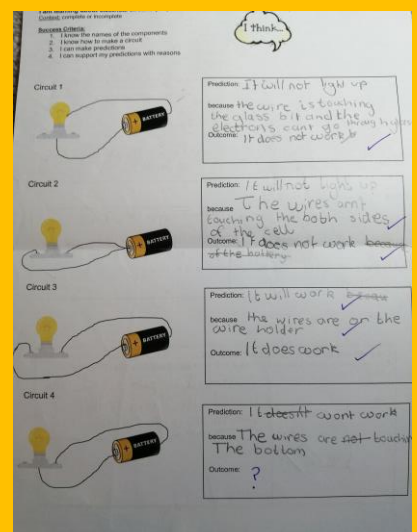 Context: complete or incomplete
Success Criteria:
1. I know the names of the components
2. I know how to make a circuit
3. I can make predictions
4. I can support my predictions with reasons
I think...
Circuit 1
BATTERY
Prediction: It will not light up
because the wire is touching
the glass bit and the
electrons cant go through
Outcome: It does not work
Circuit 2
BATTERY
Prediction: It will not light up
because The wires arnt
touching the both sides
of the cell
Outcome: It does not work
of the battery
Circuit 3
BATTERY
Prediction: It will work
because the wires are on the
wire holder
Outcome: It does work
Circuit 4
BATTERY
Prediction: It doesn't wont work
because The wires are not
The bottom
Outcome:
?